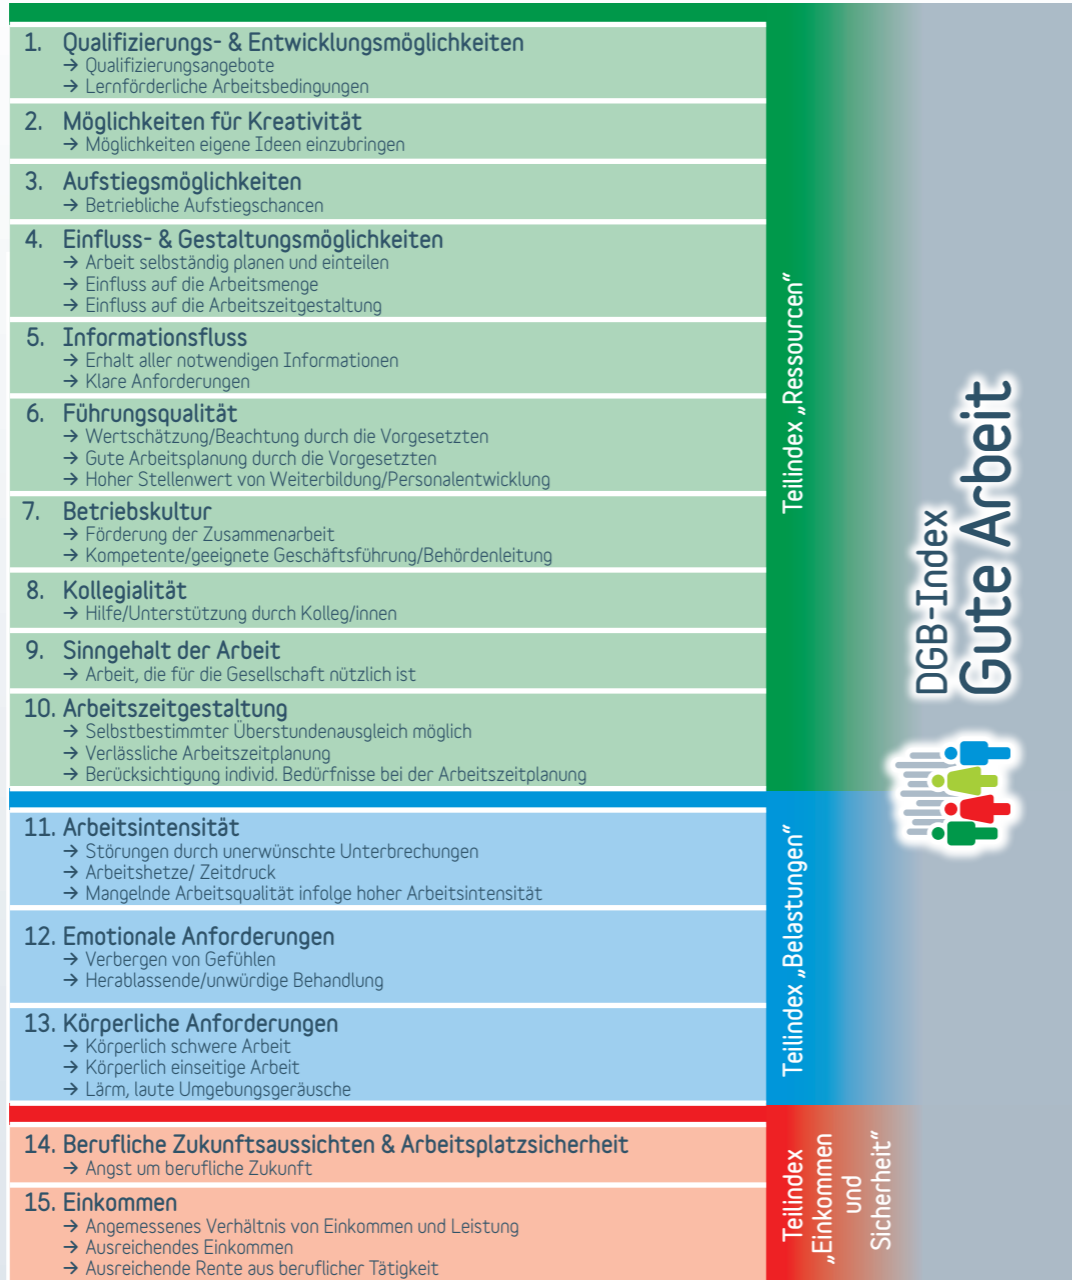 1. Qualifizierungs- & Entwicklungsmöglichkeiten
→ Qualifizierungsangebote
→ Lernförderliche Arbeitsbedingungen
2. Möglichkeiten für Kreativität
→ Möglichkeiten eigene Ideen einzubringen
3. Aufstiegsmöglichkeiten
→ Betriebliche Aufstiegschancen
4. Einfluss- & Gestaltungsmöglichkeiten
→ Arbeit selbständig planen und einteilen
→ Einfluss auf die Arbeitsmenge
→ Einfluss auf die Arbeitszeitgestaltung
5. Informationsfluss
→ Erhalt aller notwendigen Informationen
→ Klare Anforderungen
6. Führungsqualität
→ Wertschätzung/Beachtung durch die Vorgesetzten
→ Gute Arbeitsplanung durch die Vorgesetzten
→ Hoher Stellenwert von Weiterbildung/Personalentwicklung
7. Betriebskultur
→ Förderung der Zusammenarbeit
→ Kompetente/geeignete Geschäftsführung/Behördenleitung
8. Kollegialität
→ Hilfe/Unterstützung durch Kolleg/innen
9. Sinngehalt der Arbeit
→ Arbeit, die für die Gesellschaft nützlich ist
10. Arbeitszeitgestaltung
→ Selbstbestimmter Überstundenausgleich möglich
→ Verlässliche Arbeitszeitplanung
→ Berücksichtigung individ. Bedürfnisse bei der Arbeitszeitplanung
Teilindex „Ressourcen“
11. Arbeitsintensität
→ Störungen durch unerwünschte Unterbrechungen
→ Arbeitshetze/ Zeitdruck
→ Mangelnde Arbeitsqualität infolge hoher Arbeitsintensität
12. Emotionale Anforderungen
→ Verbergen von Gefühlen
→ Herablassende/unwürdige Behandlung
13. Körperliche Anforderungen
→ Körperlich schwere Arbeit
→ Körperlich einseitige Arbeit
→ Lärm, laute Umgebungsgeräusche
Teilindex „Belastungen“
14. Berufliche Zukunftsaussichten & Arbeitsplatzsicherheit
→ Angst um berufliche Zukunft
15. Einkommen
→ Angemessenes Verhältnis von Einkommen und Leistung
→ Ausreichendes Einkommen
→ Ausreichende Rente aus beruflicher Tätigkeit
Teilindex
„Einkommen
und
Sicherheit“
DGB-Index
Gute Arbeit